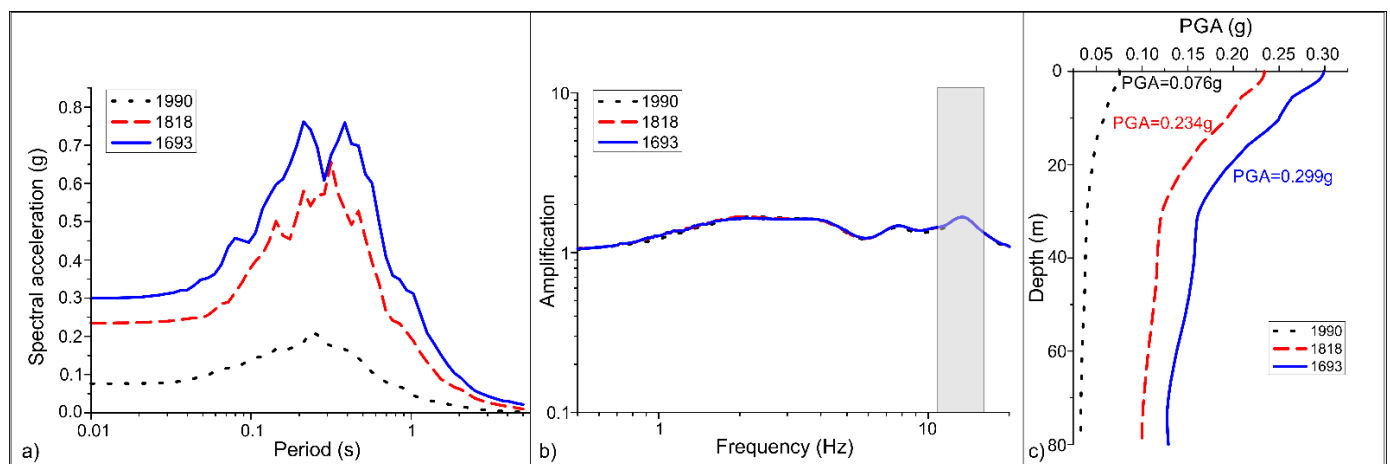 0.8
0.7
0.6
0.5
0.4
0.3
0.2
0.1
0.0
Spectral acceleration (g)
1990
1818
1693
0.01
0.1
1
Period (s)
a)
10
1
0.1
Amplification
1990
1818
1693
1
10
Frequency (Hz)
b)
PGA (g)
0.05 0.10 0.15 0.20 0.25 0.30
0
20
40
60
80
Depth (m)
PGA=0.076g
PGA=0.234g
PGA=0.299g
1990
1818
1693
c)